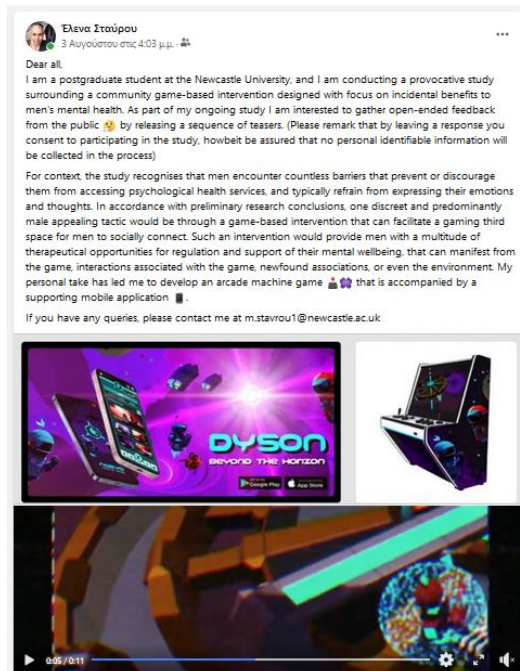 Έλενα Σταύρου
3 Αυγούστου στις 4:03 μ.μ. ·
Dear all,
I am a postgraduate student at the Newcastle University, and I am conducting a provocative study
surrounding a community game-based intervention designed with focus on incidental benefits to
men's mental health. As part of my ongoing study I am interested to gather open-ended feedback
from the public 🤔 by releasing a sequence of teasers. (Please remark that by leaving a response you
consent to participating in the study, howbeit be assured that no personal identifiable information will
be collected in the process)
For context, the study recognises that men encounter countless barriers that prevent or discourage
them from accessing psychological health services, and typically refrain from expressing their emotions
and thoughts. In accordance with preliminary research conclusions, one discreet and predominantly
male appealing tactic would be through a game-based intervention that can facilitate a gaming third
space for men to socially connect. Such an intervention would provide men with a multitude of
therapeutical opportunities for regulation and support of their mental wellbeing, that can manifest from
the game, interactions associated with the game, newfound associations, or even the environment. My
personal take has led me to develop an arcade machine game 🕹️👾 that is accompanied by a
supporting mobile application 📱.
If you have any queries, please contact me at m.stavrou1@newcastle.ac.uk
DYSON
BEYOND THE HORIZON
Google Play
App Store
0:05 / 0:11